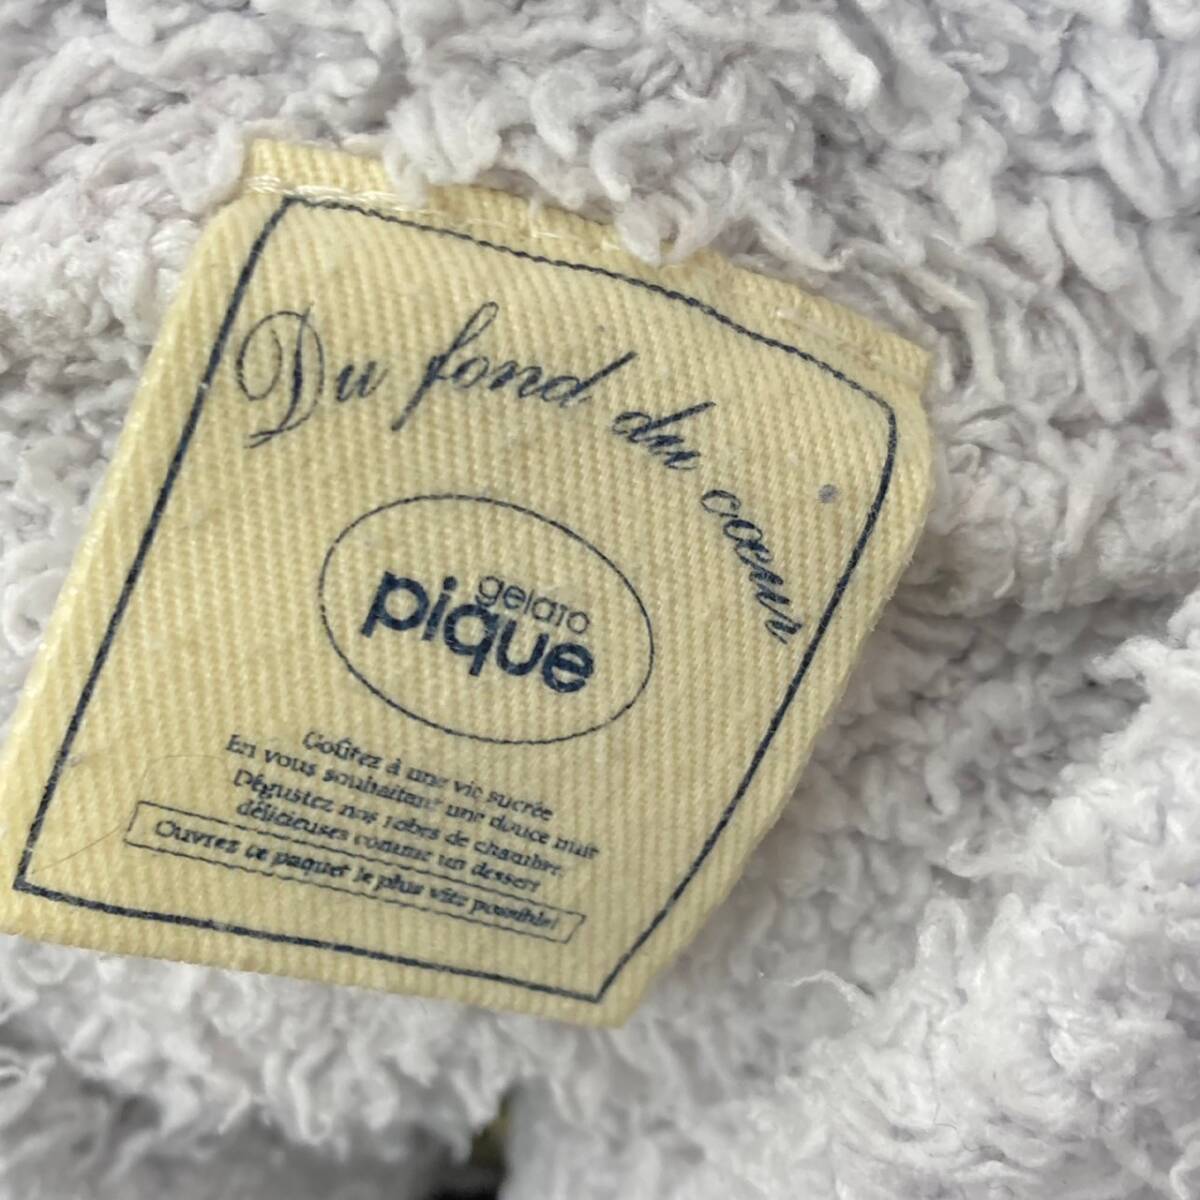 Du fond du coeur
gelato
pique
Goûtez à une vie sucrée
En vous souhaitant une douce nuit
Dégustez nos robes de chambre,
délicieuses comme un dessert
Ouvrez le paquet le plus vite possible!